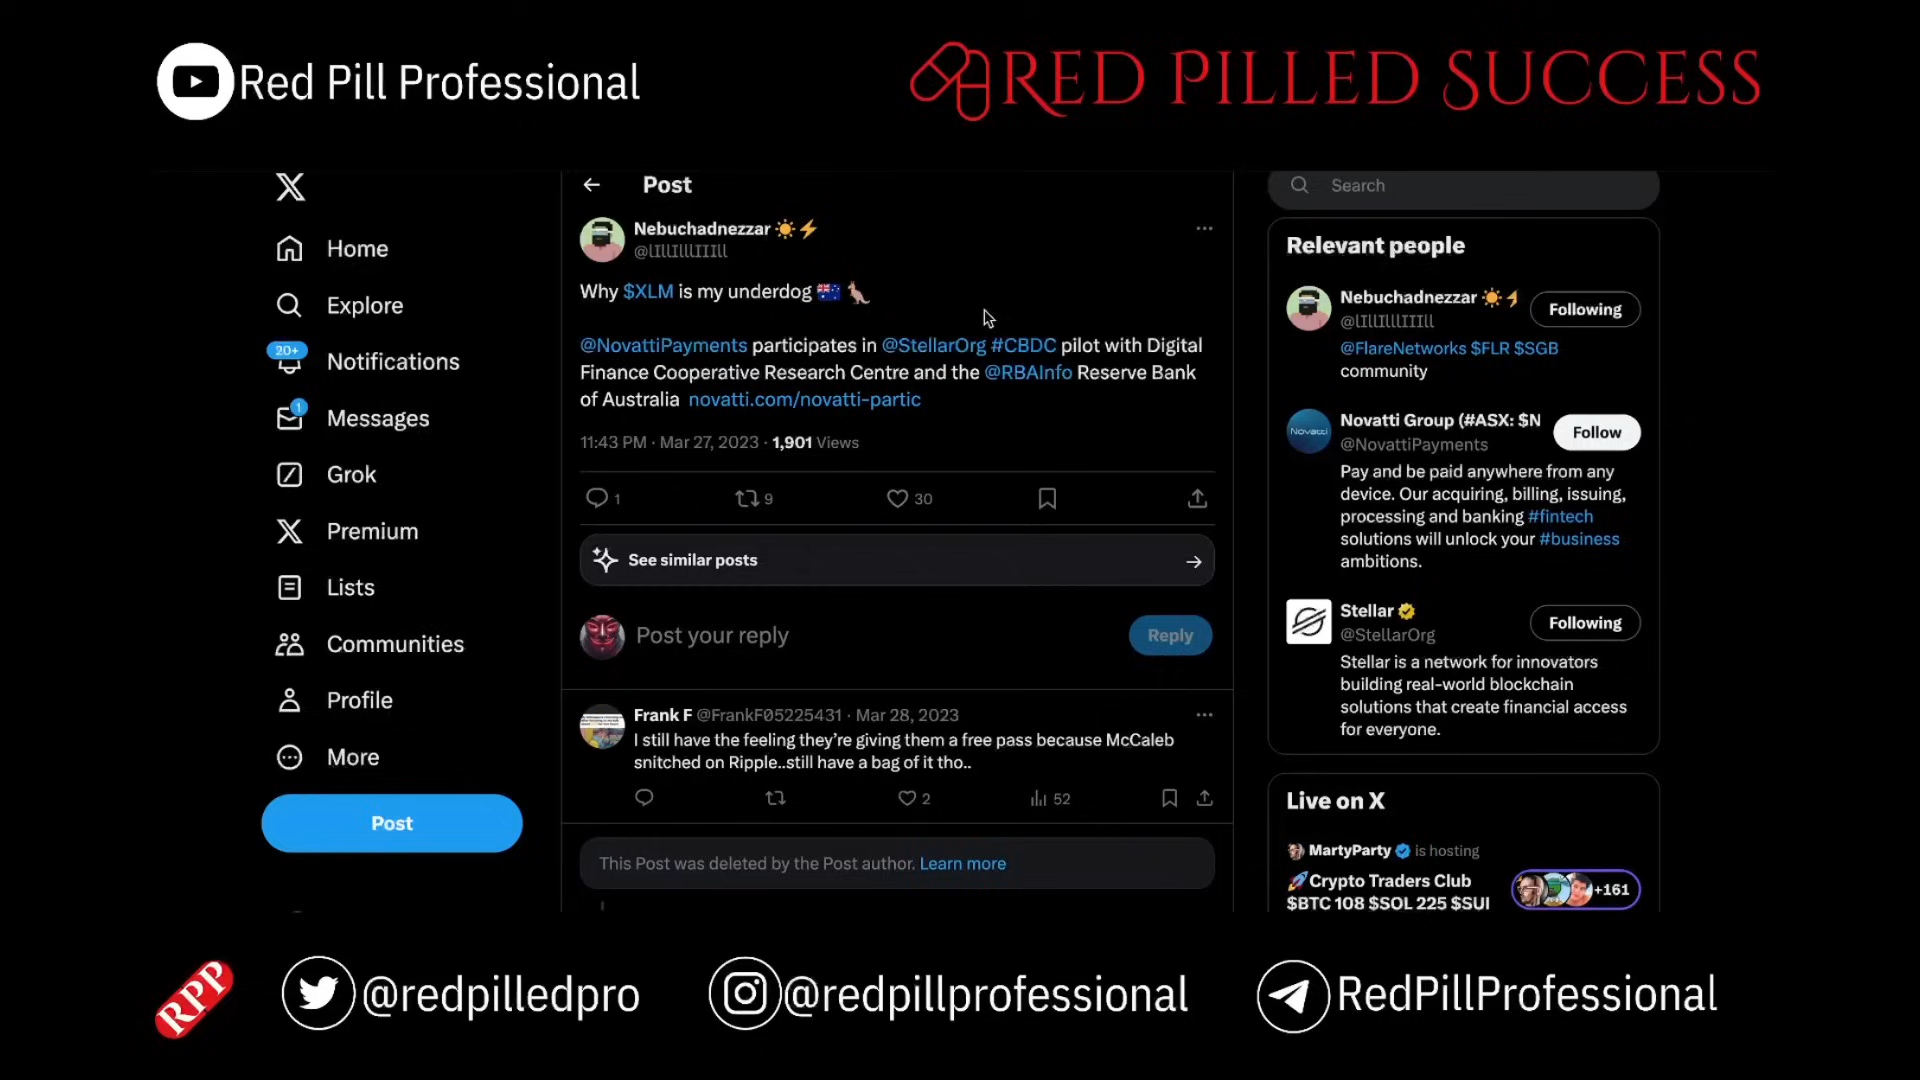 Red Pill Professional
RED PILLED SUCCESS
Home
Explore
20+
Notifications
1
Messages
Grok
Premium
Lists
Communities
Profile
More
Post
Post
Nebuchadnezzar ☀️⚡
@lIllIlllIIIll
Why $XLM is my underdog 🇦🇺 🦘
@NovattiPayments participates in @StellarOrg #CBDC pilot with Digital
Finance Cooperative Research Centre and the @RBAInfo Reserve Bank
of Australia novatti.com/novatti-partic
11:43 PM · Mar 27, 2023 · 1,901 Views
1 9 30
See similar posts
Post your reply
Reply
Frank F @FrankF05225431 · Mar 28, 2023
I still have the feeling they’re giving them a free pass because McCaleb
snitched on Ripple..still have a bag of it tho..
2 52
This Post was deleted by the Post author. Learn more
Search
Relevant people
Nebuchadnezzar ☀️⚡
@lIllIlllIIIll
Following
@FlareNetworks $FLR $SGB
community
Novatti
Novatti Group (#ASX: $N
@NovattiPayments
Follow
Pay and be paid anywhere from any
device. Our acquiring, billing, issuing,
processing and banking #fintech
solutions will unlock your #business
ambitions.
Stellar
@StellarOrg
Following
Stellar is a network for innovators
building real-world blockchain
solutions that create financial access
for everyone.
Live on X
MartyParty is hosting
🚀Crypto Traders Club
$BTC 108 $SOL 225 $SUI
+161
RPP
@redpilledpro
@redpillprofessional
RedPillProfessional